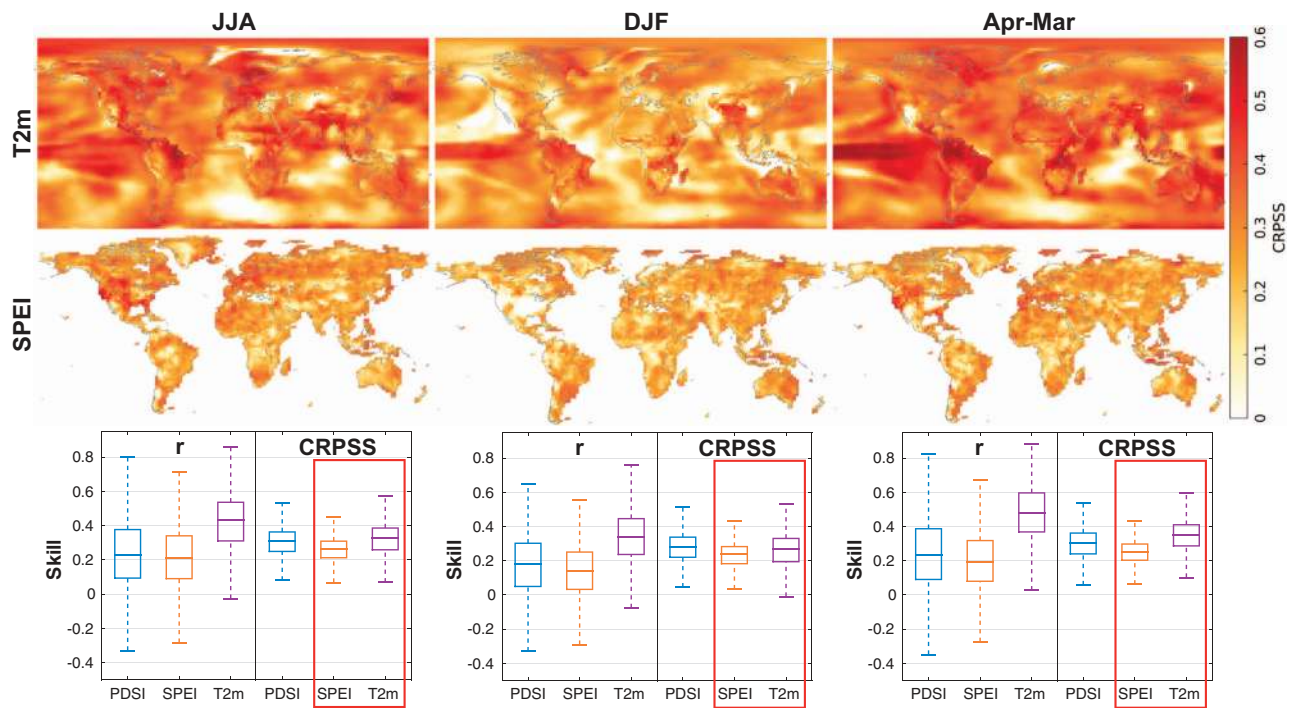 JJA DJF Apr-Mar
T2m
0.6
0.5
0.4
0.3
0.2
0.1
0
CRPSS
SPEI
r CRPSS
0.8
0.6
0.4
0.2
0
-0.2
-0.4
Skill
PDSI SPEI T2m PDSI SPEI T2m
r CRPSS
0.8
0.6
0.4
0.2
0
-0.2
-0.4
Skill
PDSI SPEI T2m PDSI SPEI T2m
r CRPSS
0.8
0.6
0.4
0.2
0
-0.2
-0.4
Skill
PDSI SPEI T2m PDSI SPEI T2m